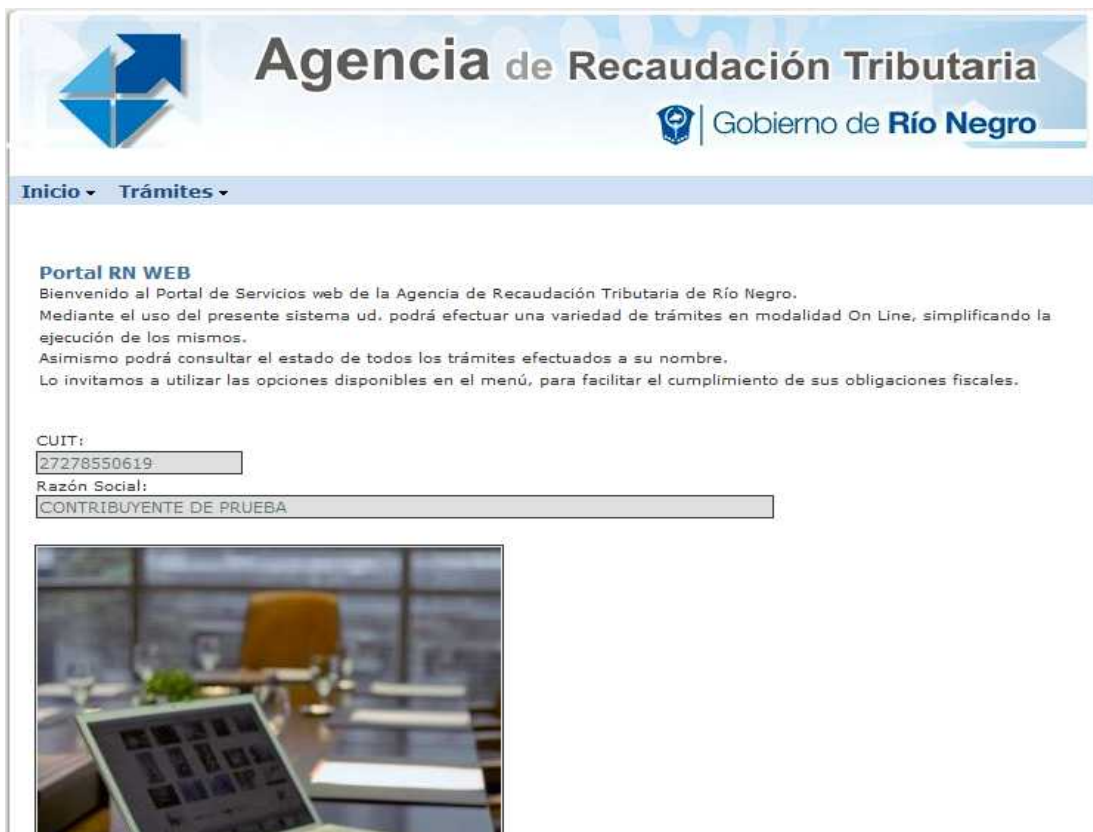 Agencia de Recaudación Tributaria
Gobierno de Río Negro
Inicio Trámites
Portal RN WEB
Bienvenido al Portal de Servicios web de la Agencia de Recaudación Tributaria de Río Negro.
Mediante el uso del presente sistema ud. podrá efectuar una variedad de trámites en modalidad On Line, simplificando la
ejecución de los mismos.
Asimismo podrá consultar el estado de todos los trámites efectuados a su nombre.
Lo invitamos a utilizar las opciones disponibles en el menú, para facilitar el cumplimiento de sus obligaciones fiscales.
CUIT:
27278550619
Razón Social:
CONTRIBUYENTE DE PRUEBA